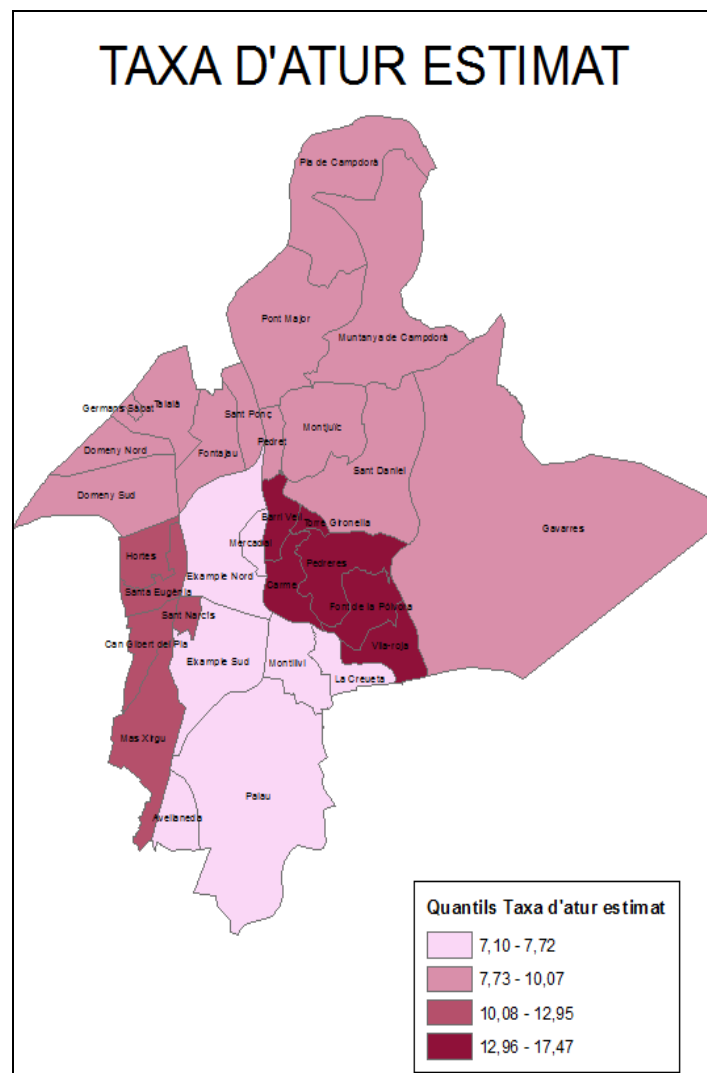 TAXA D'ATUR ESTIMAT
Pla de Campdorà
Pont Major
Muntanya de Campdorà
Germans Sàbat
Taialà
Sant Ponç
Pedret
Montjuïc
Domeny Nord
Fontajau
Sant Daniel
Domeny Sud
Barri Vell
Torre Gironella
Gavarres
Mercadal
Hortes
Pedreres
Eixample Nord
Santa Eugènia
Carme
Font de la Pólvora
Sant Narcís
Can Gibert del Pla
Vila-roja
Eixample Sud
Montilivi
La Creueta
Mas Xirgu
Palau
Avellaneda
Quantils Taxa d'atur estimat
7,10 - 7,72
7,73 - 10,07
10,08 - 12,95
12,96 - 17,47